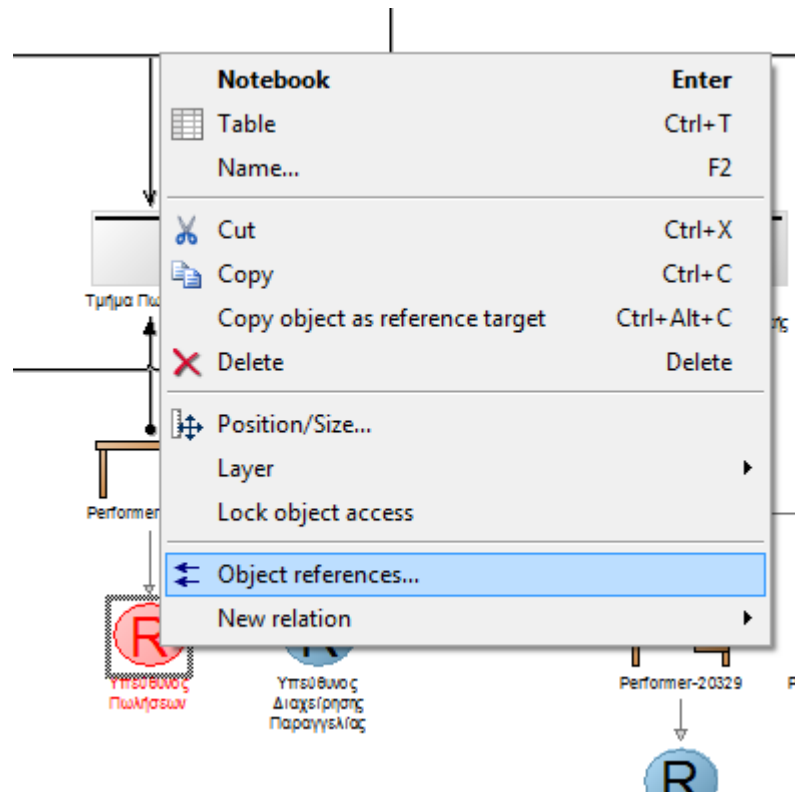 Notebook Enter
Table Ctrl+T
Name... F2
Cut Ctrl+X
Copy Ctrl+C
Τμήμα
Copy object as reference target Ctrl+Alt+C
Delete Delete
Position/Size...
Layer
Performer
Lock object access
Object references...
New relation
R
Υπεύθυνος
Πωλήσεων
Υπεύθυνος
Διαχείρησης
Παραγγελίας
Performer-20329
R